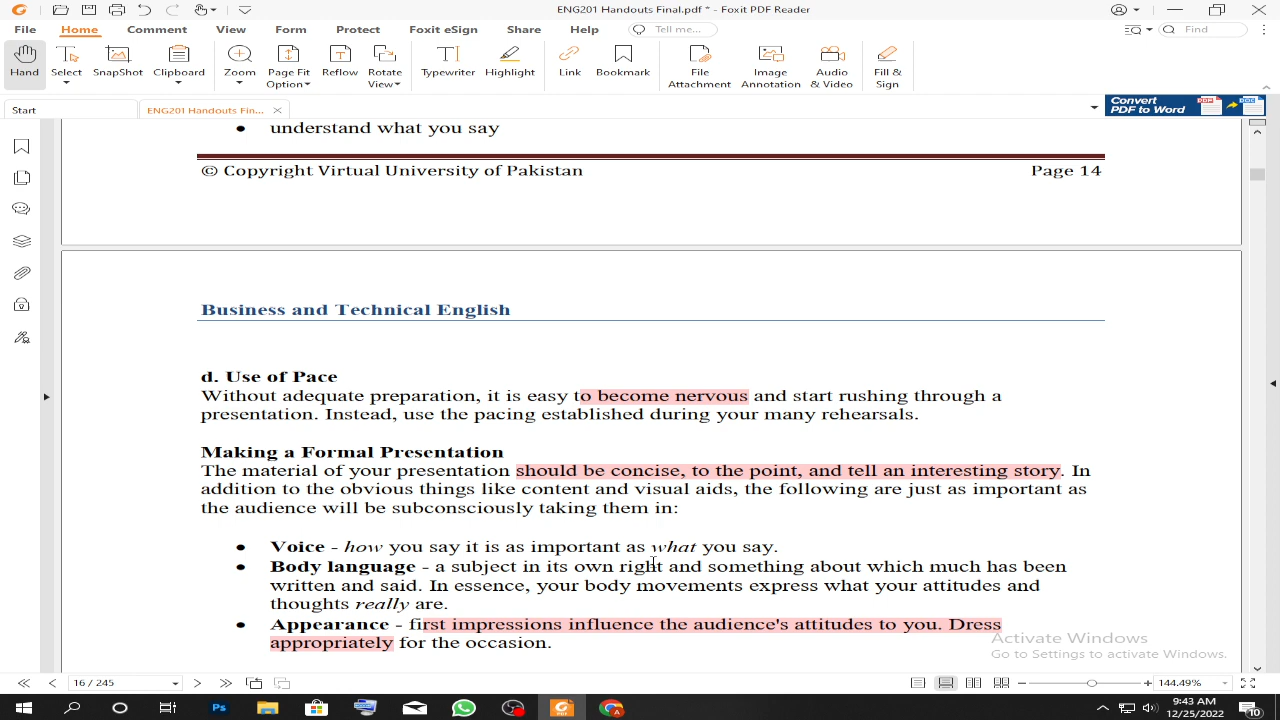 ENG201 Handouts Final.pdf * - Foxit PDF Reader
File Home Comment View Form Protect Foxit eSign Share Help Tell me... Find
Hand Select SnapShot Clipboard Zoom Page Fit Option Reflow Rotate View Typewriter Highlight Link Bookmark File Attachment Image Annotation Audio & Video Fill & Sign
Start ENG201 Handouts Fin... Convert PDF to Word
• understand what you say
© Copyright Virtual University of Pakistan Page 14
Business and Technical English
d. Use of Pace
Without adequate preparation, it is easy to become nervous and start rushing through a
presentation. Instead, use the pacing established during your many rehearsals.
Making a Formal Presentation
The material of your presentation should be concise, to the point, and tell an interesting story. In
addition to the obvious things like content and visual aids, the following are just as important as
the audience will be subconsciously taking them in:
• Voice - how you say it is as important as what you say.
• Body language - a subject in its own right and something about which much has been
written and said. In essence, your body movements express what your attitudes and
thoughts really are.
• Appearance - first impressions influence the audience's attitudes to you. Dress
appropriately for the occasion.
Activate Windows
Go to Settings to activate Windows.
16 / 245 144.49%
Ps
9:43 AM
12/25/2022
10